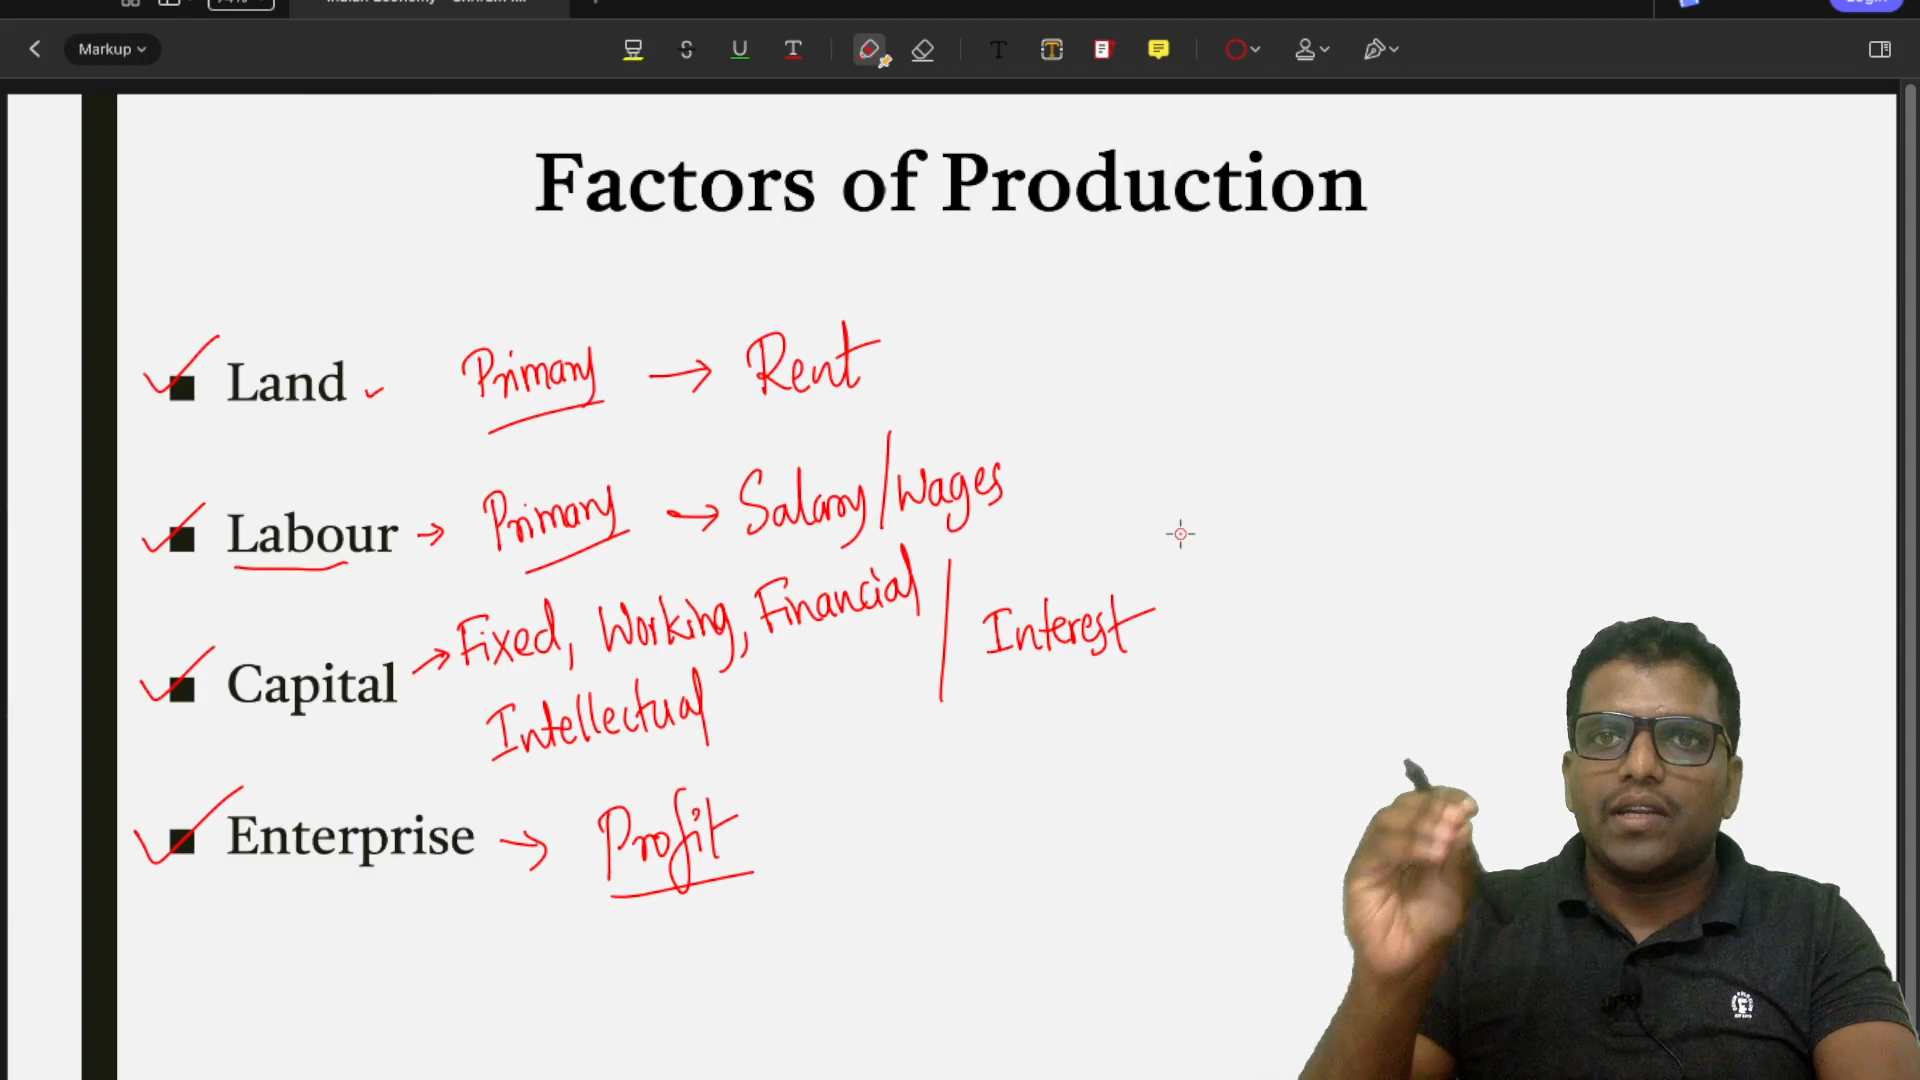 Markup
Factors of Production
Land Primary → Rent
Labour → Primary → Salary/Wages
Capital → Fixed, Working, Financial / Interest
Intellectual
Enterprise → Profit